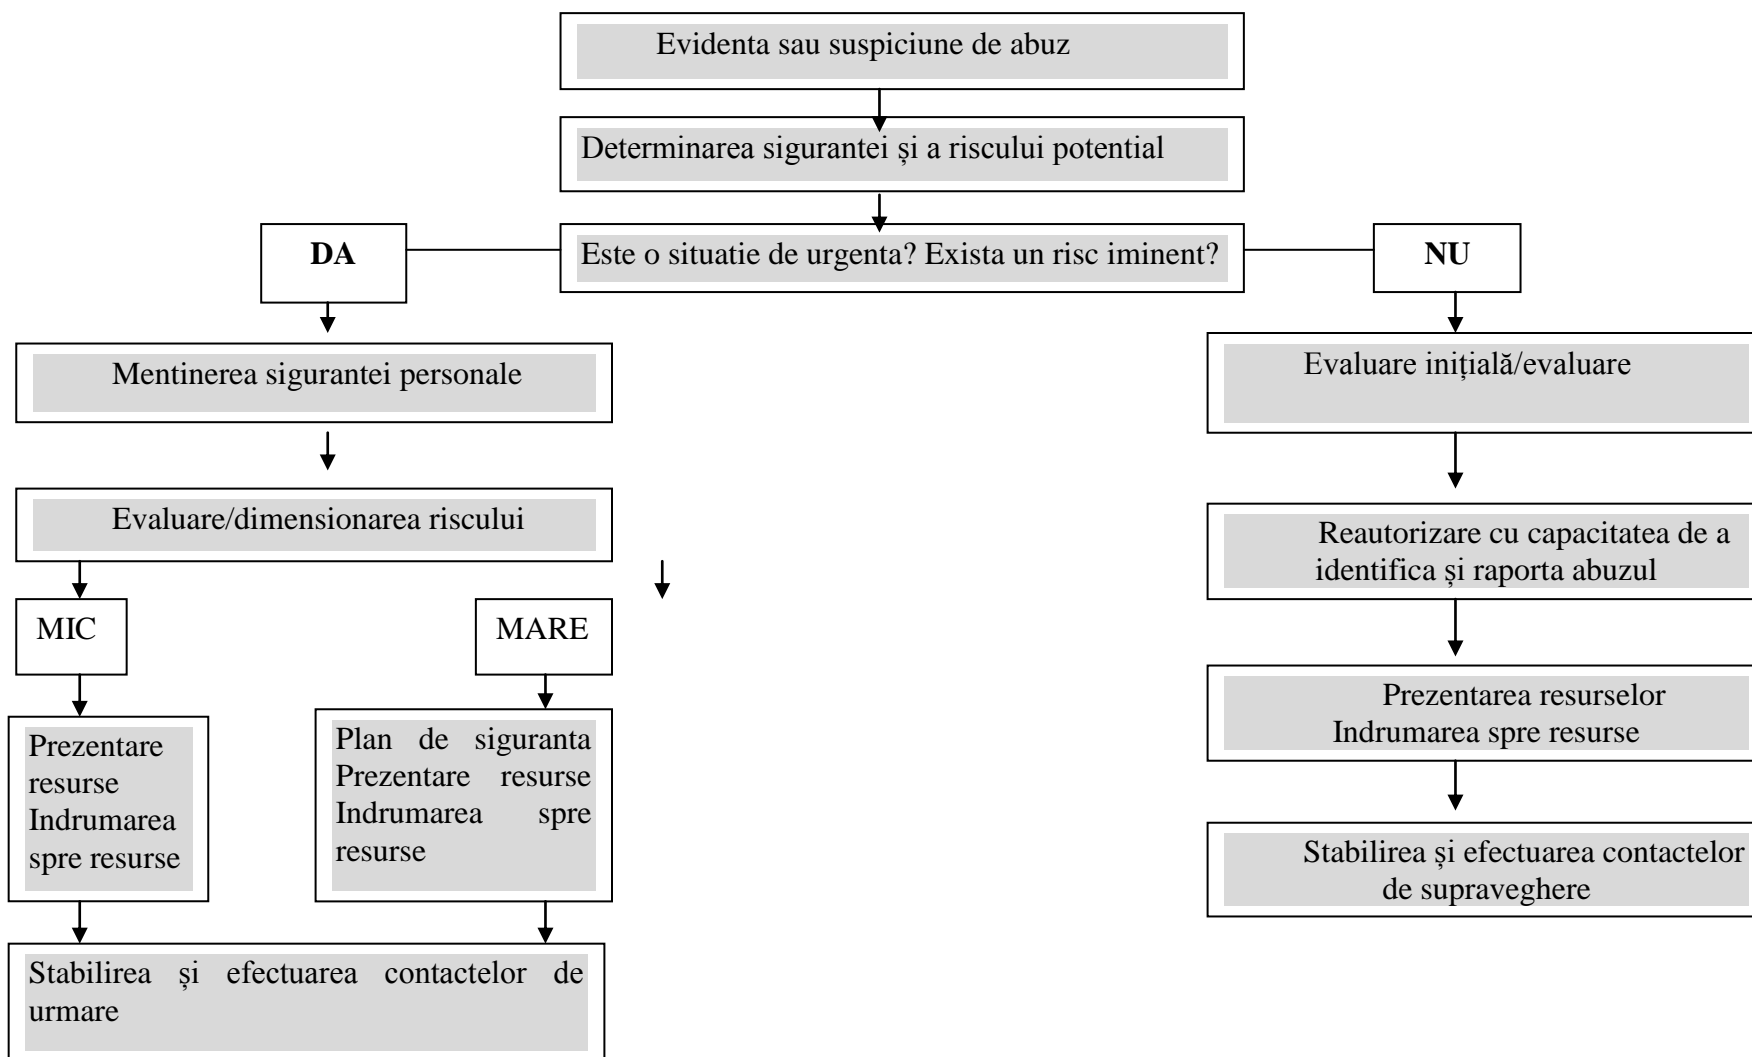 Evidenta sau suspiciune de abuz
Determinarea sigurantei și a riscului potential
DA
Este o situatie de urgenta? Exista un risc iminent?
NU
Mentinerea sigurantei personale
Evaluare inițială/evaluare
Evaluare/dimensionarea riscului
Reautorizare cu capacitatea de a
identifica și raporta abuzul
MIC
MARE
Prezentare
resurse
Indrumarea
spre resurse
Plan de siguranta
Prezentare resurse
Indrumarea spre
resurse
Prezentarea resurselor
Indrumarea spre resurse
Stabilirea și efectuarea contactelor
de supraveghere
Stabilirea și efectuarea contactelor de
urmare